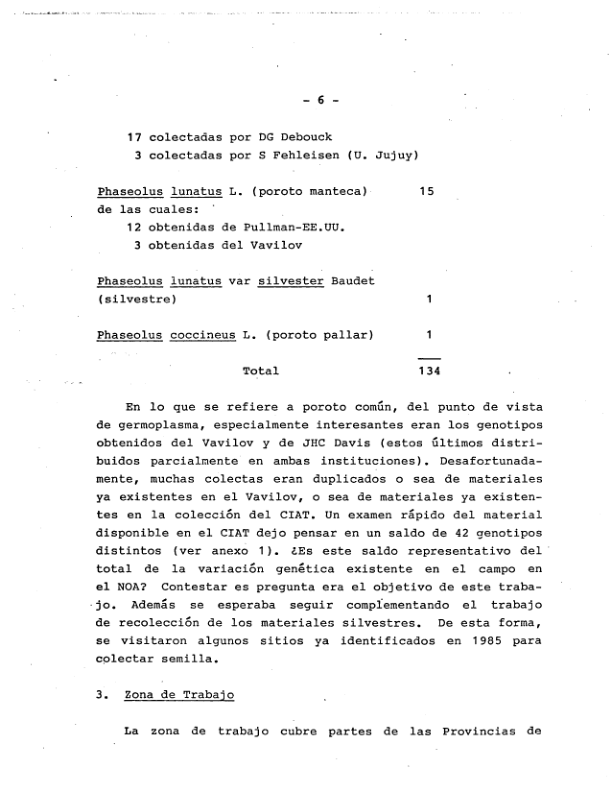 - 6 -
17 colectadas por DG Debouck
3 colectadas por S Fehleisen (U. Jujuy)
Phaseolus lunatus L. (poroto manteca) 15
de las cuales:
12 obtenidas de Pullman-EE.UU.
3 obtenidas del Vavilov
Phaseolus lunatus var silvester Baudet
(silvestre) 1
Phaseolus coccineus L. (poroto pallar) 1
Total 134
En lo que se refiere a poroto común, del punto de vista
de germoplasma, especialmente interesantes eran los genotipos
obtenidos del Vavilov y de JHC Davis (estos últimos distri-
buidos parcialmente en ambas instituciones). Desafortunada-
mente, muchas colectas eran duplicados o sea de materiales
ya existentes en el Vavilov, o sea de materiales ya existen-
tes en la colección del CIAT. Un examen rápido del material
disponible en el CIAT dejo pensar en un saldo de 42 genotipos
distintos (ver anexo 1). ¿Es este saldo representativo del
total de la variación genética existente en el campo en
el NOA? Contestar es pregunta era el objetivo de este traba-
jo. Además se esperaba seguir complementando el trabajo
de recolección de los materiales silvestres. De esta forma,
se visitaron algunos sitios ya identificados en 1985 para
colectar semilla.
3. Zona de Trabajo
La zona de trabajo cubre partes de las Provincias de